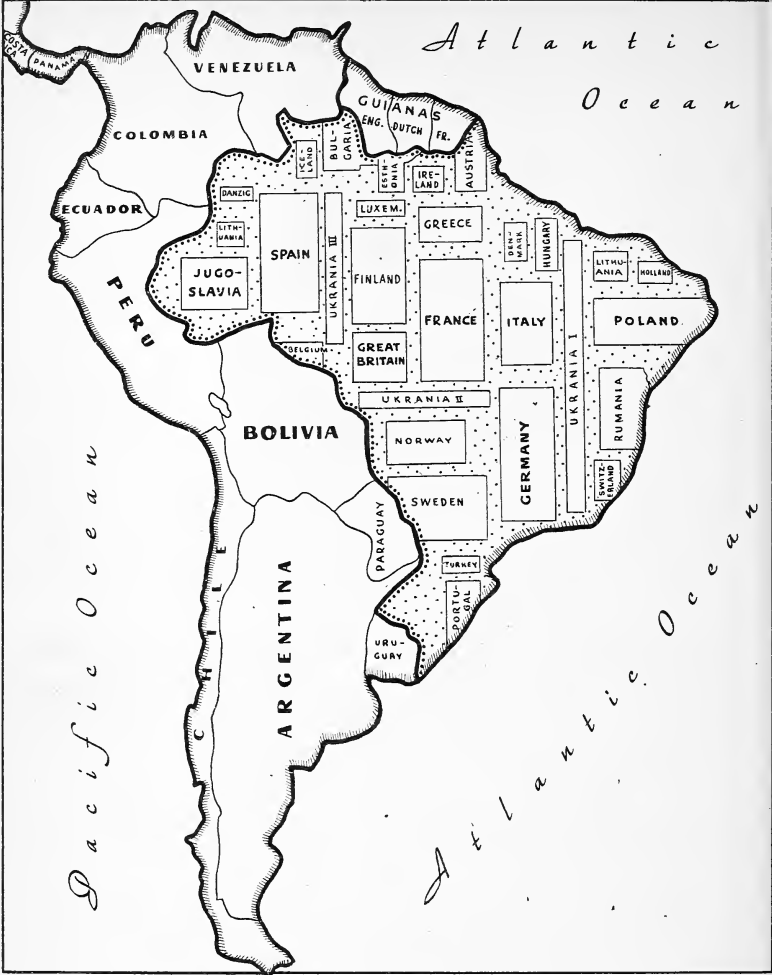 Atlantic
Ocean
COSTA
RICA
PANAMA
VENEZUELA
COLOMBIA
GUIANAS
ENG.
DUTCH
FR.
ECUADOR
PERU
BOLIVIA
PARAGUAY
CHILE
ARGENTINA
URU-
GUAY
ICE-
LAND
BUL-
GARIA
ESTH-
ONIA
IRE-
LAND
AUSTRIA
DANZIG
LUXEM.
LITH-
UANIA
SPAIN
UKRANIA III
GREECE
DEN-
MARK
HUNGARY
JUGO-
SLAVIA
FINLAND
LITHU-
ANIA
HOLLAND
FRANCE
ITALY
UKRANIA I
POLAND.
BELGIUM
GREAT
BRITAIN
UKRANIA II
RUMANIA
NORWAY
GERMANY
SWITZ-
ERLAND
SWEDEN
TURKEY
PORTU-
GAL
Pacific Ocean
Atlantic Ocean